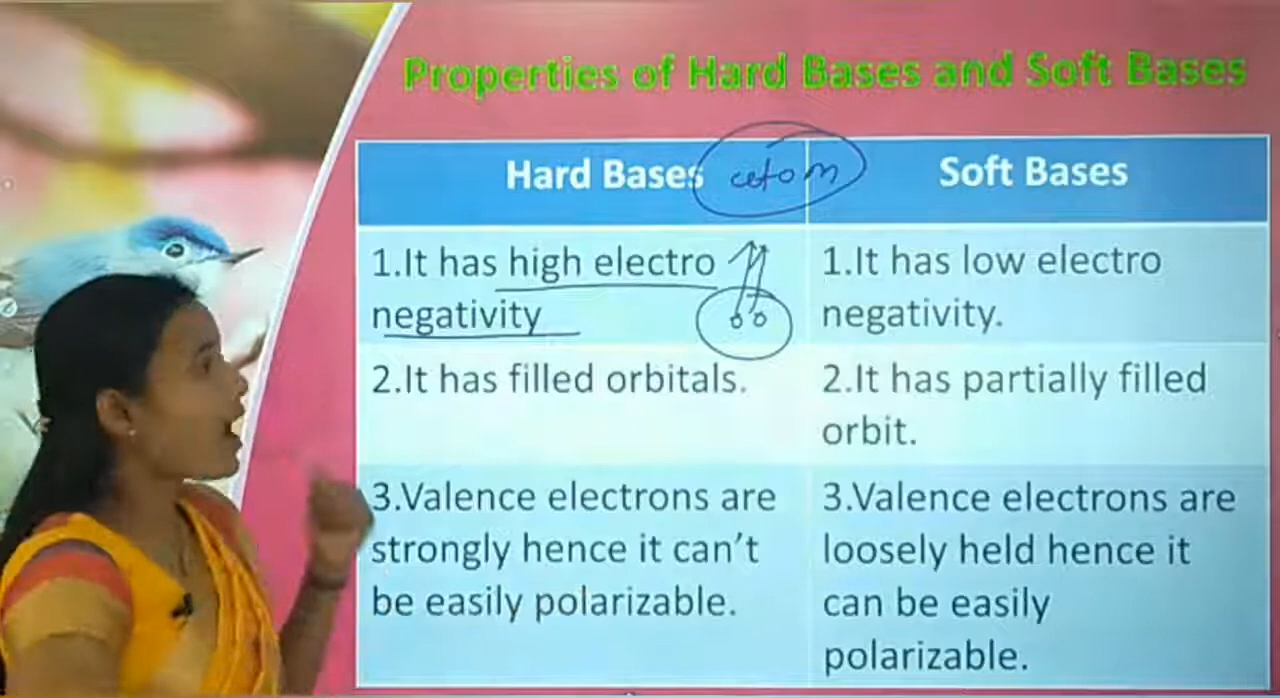 Properties of Hard Bases and Soft Bases
Hard Bases
Soft Bases
1.It has high electro
negativity
1.It has low electro
negativity.
2.It has filled orbitals.
2.It has partially filled
orbit.
3.Valence electrons are
strongly hence it can't
be easily polarizable.
3.Valence electrons are
loosely held hence it
can be easily
polarizable.